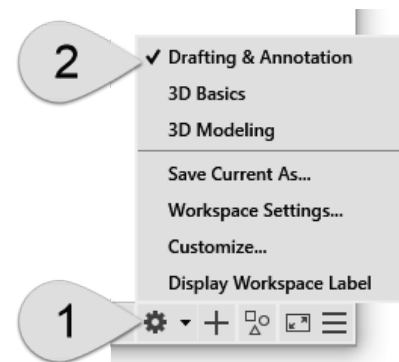 2
✓ Drafting & Annotation
3D Basics
3D Modeling
Save Current As...
Workspace Settings...
Customize...
Display Workspace Label
1